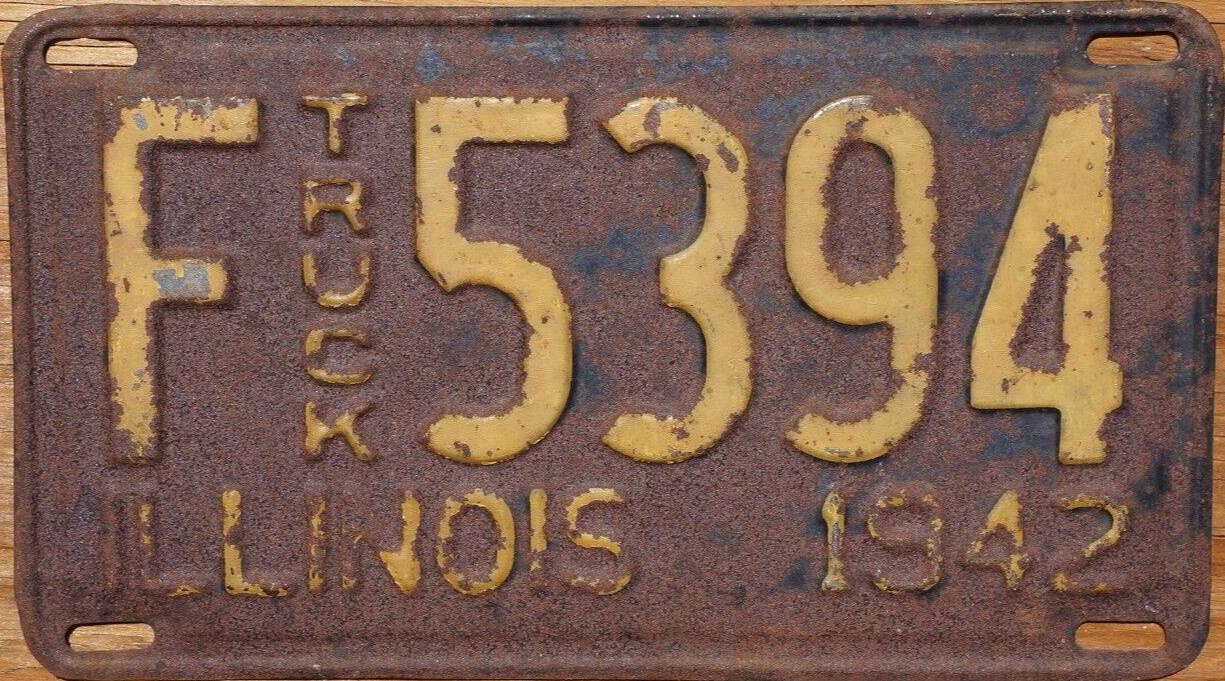 F TRUCK 5394
ILLINOIS 1942